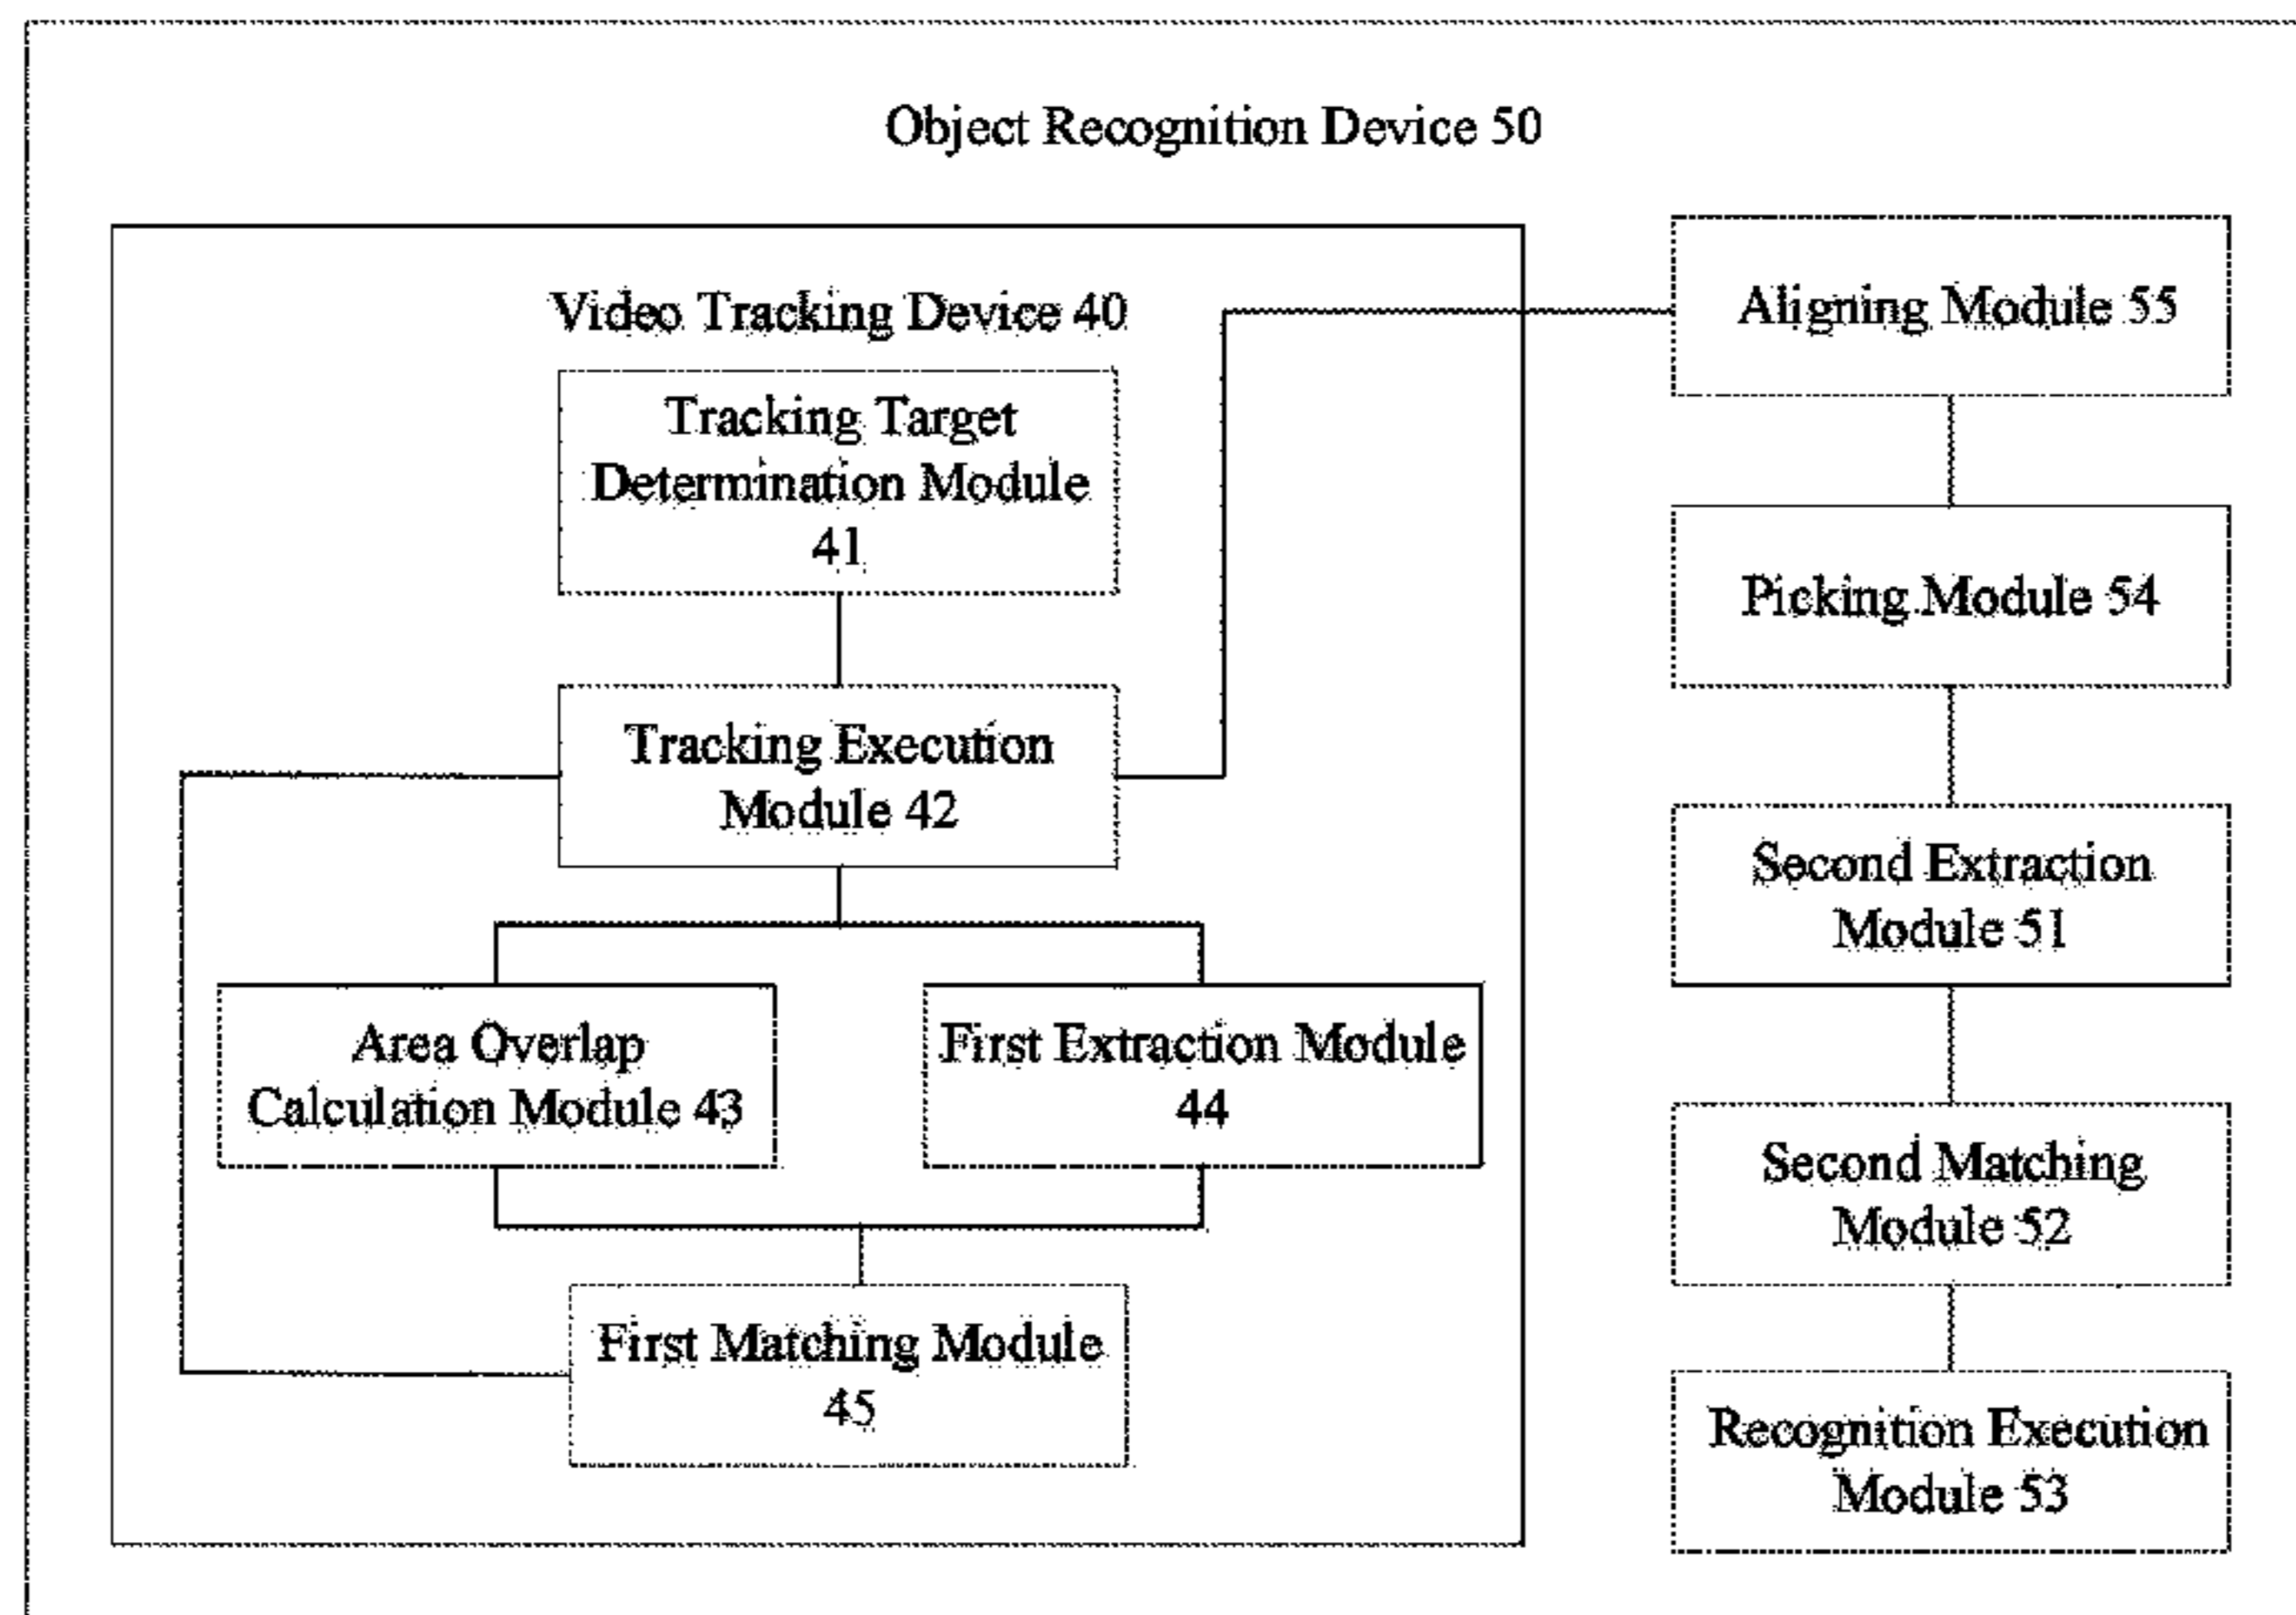 Object Recognition Device 50
Video Tracking Device 40
Tracking Target
Determination Module
41
Tracking Execution
Module 42
Area Overlap
Calculation Module 43
First Extraction Module
44
First Matching Module
45
Aligning Module 55
Picking Module 54
Second Extraction
Module 51
Second Matching
Module 52
Recognition Execution
Module 53